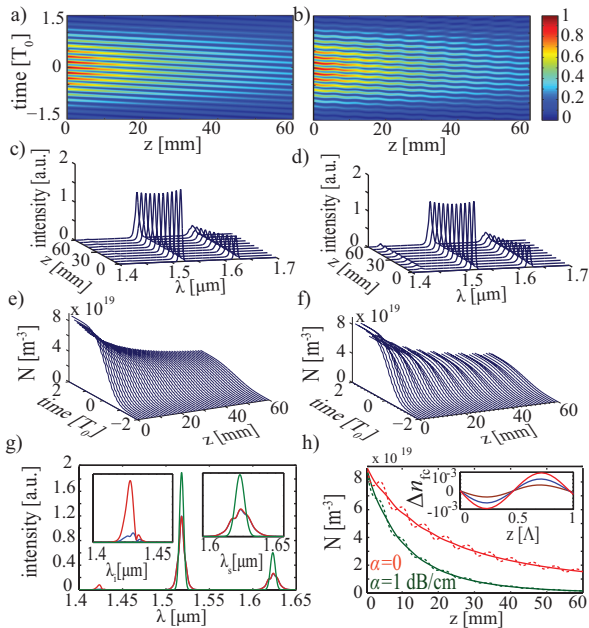 a)
b)
time [T0]
1.5
0
−1.5
0 20 40 60
z [mm]
0 20 40 60
z [mm]
1
0.8
0.6
0.4
0.2
0
c)
intensity [a.u.]
2
1
0
60
30
0
z [mm]
1.4 1.5 1.6 1.7
λ [μm]
d)
intensity [a.u.]
2
1
0
60
30
0
z [mm]
1.4 1.5 1.6 1.7
λ [μm]
e)
x 10^19
N [m-3]
8
6
4
2
0
2
0
−2
time [T0]
0 20 40 60
z [mm]
f)
x 10^19
N [m-3]
8
6
4
2
0
2
0
−2
time [T0]
0 20 40 60
z [mm]
g)
intensity [a.u.]
2
1.8
1.2
0.6
0
1.4 1.45 1.5 1.55 1.6 1.65
λ [μm]
1.4 1.45
λi[μm]
1.6 1.65
λs[μm]
h)
x 10^19
N [m-3]
8
6
4
2
0
0 10 20 30 40 50 60
z [mm]
α=0
α=1 dB/cm
Δnfc
10-3
0
-10-3
0 0.5 1
z [Λ]